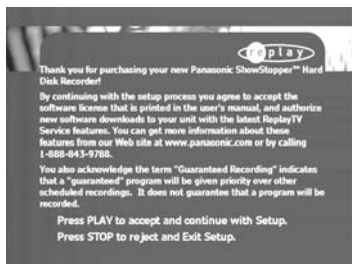 replay
Thank you for purchasing your new Panasonic ShowStopper™ Hard
Disk Recorder!
By continuing with the setup process you agree to accept the
software license that is printed in the user's manual, and authorize
new software downloads to your unit with the latest ReplayTV
Service features. You can get more information about these
features from our Web site at www.panasonic.com or by calling
1-888-843-9788.
You also acknowledge the term "Guaranteed Recording" indicates
that a "guaranteed" program will be given priority over other
scheduled recordings. It does not guarantee that a program will be
recorded.
Press PLAY to accept and continue with Setup.
Press STOP to reject and Exit Setup.